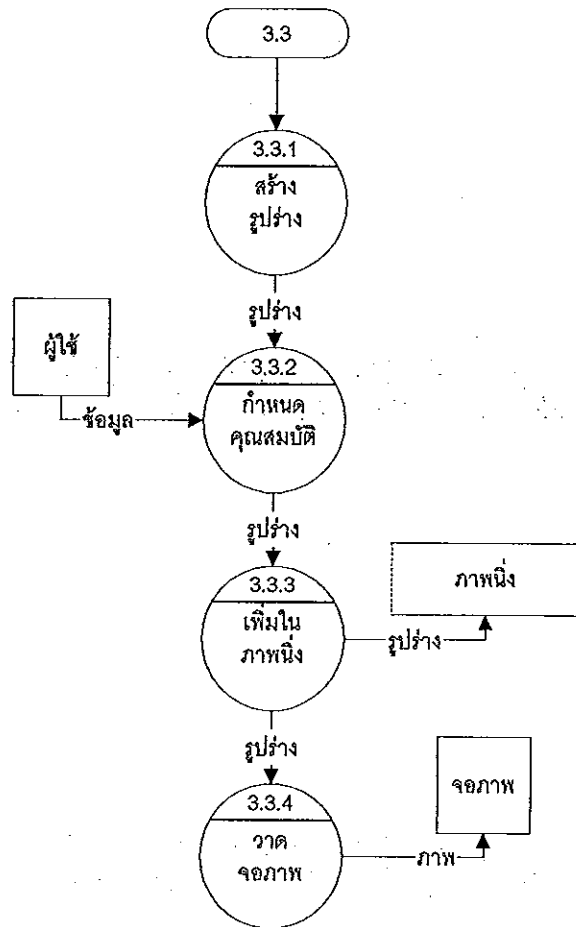 3.3
3.3.1
สร้าง
รูปร่าง
รูปร่าง
ผู้ใช้
ข้อมูล
3.3.2
กำหนด
คุณสมบัติ
รูปร่าง
3.3.3
เพิ่มใน
ภาพนิ่ง
รูปร่าง
ภาพนิ่ง
รูปร่าง
3.3.4
วาด
จอภาพ
ภาพ
จอภาพ